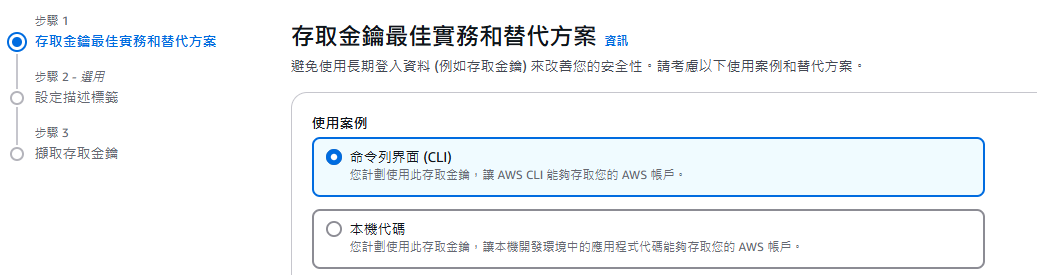 步驟 1
存取金鑰最佳實務和替代方案
步驟 2 - 選用
設定描述標籤
步驟 3
擷取存取金鑰
存取金鑰最佳實務和替代方案 資訊
避免使用長期登入資料 (例如存取金鑰) 來改善您的安全性。請考慮以下使用案例和替代方案。
使用案例
命令列界面 (CLI)
您計劃使用此存取金鑰，讓 AWS CLI 能夠存取您的 AWS 帳戶。
本機代碼
您計劃使用此存取金鑰，讓本機開發環境中的應用程式代碼能夠存取您的 AWS 帳戶。